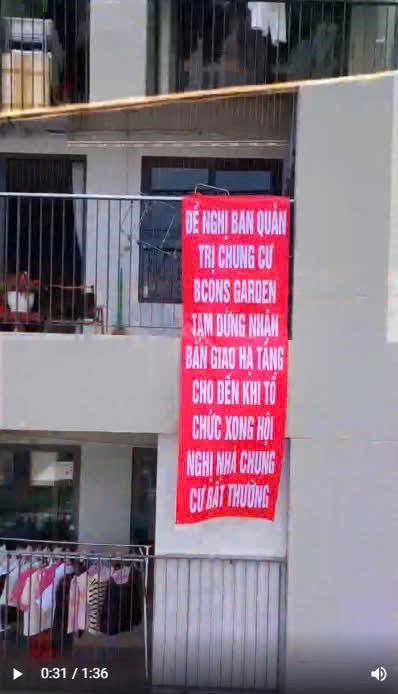 ĐỀ NGHỊ BAN QUẢN
TRỊ CHUNG CƯ
BCONS GARDEN
TẠM DỪNG NHẬN
BÀN GIAO HẠ TẦNG
CHO ĐẾN KHI TỔ
CHỨC XONG HỘI
NGHỊ NHÀ CHUNG
CƯ BẤT THƯỜNG
0:31 / 1:36